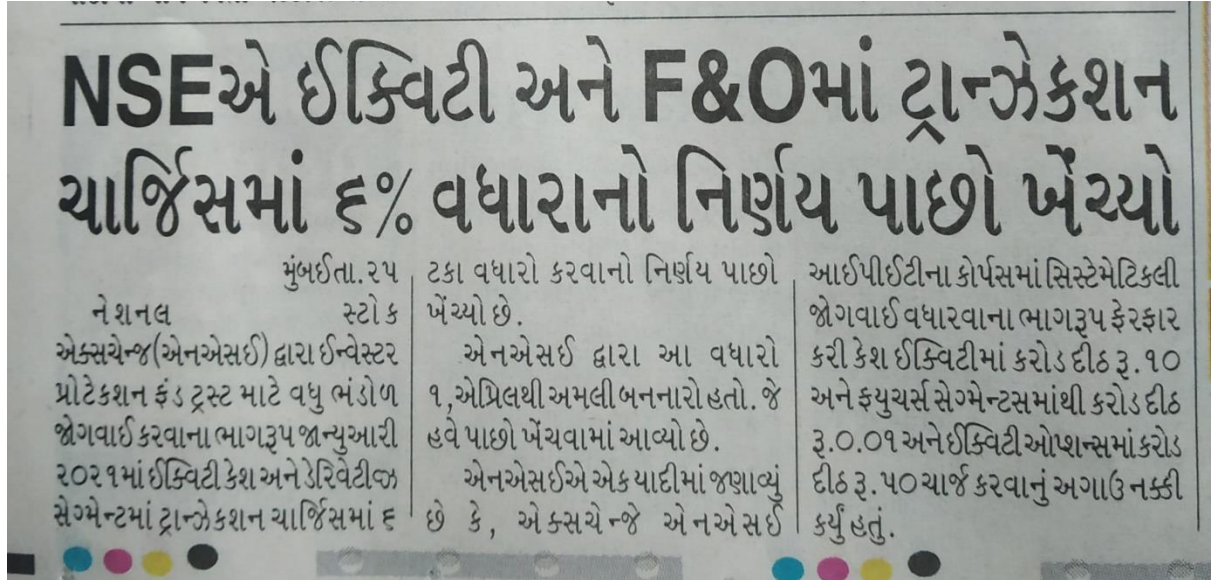 NSEએ ઈક્વિટી અને F&Oમાં ટ્રાન્ઝેક્શન
ચાર્જિસમાં ૬% વધારાનો નિર્ણય પાછો ખેંચ્યો
મુંબઈતા.૨૫
નેશનલ સ્ટોક
એક્સચેન્જ(એનએસઈ) દ્વારા ઈન્વેસ્ટર
પ્રોટેક્શન ફંડ ટ્રસ્ટ માટે વધુ ભંડોળ
જોગવાઈ કરવાના ભાગરૂપ જાન્યુઆરી
૨૦૨૧માં ઈક્વિટી કેશ અને ડેરિવેટીવ્ઝ
સેગ્મેન્ટમાં ટ્રાન્ઝેકશન ચાર્જિસમાં ૬
ટકા વધારો કરવાનો નિર્ણય પાછો
ખેંચ્યો છે.
એનએસઈ દ્વારા આ વધારો
૧,એપ્રિલથી અમલી બનનારો હતો. જે
હવે પાછો ખેંચવામાં આવ્યો છે.
એનએસઈએ એક યાદીમાં જણાવ્યું
છે કે, એક્સચેન્જે એનએસઈ
આઈપીઈટીના કોર્પસમાં સિસ્ટેમેટિકલી
જોગવાઈ વધારવાના ભાગરૂપ ફેરફાર
કરી કેશ ઈક્વિટીમાં કરોડ દીઠ રૂ. ૧૦
અને ફયુચર્સ સેગ્મેન્ટસમાંથી કરોડ દીઠ
રૂ.૦.૦૧ અને ઈક્વિટી ઓપ્શન્સમાં કરોડ
દીઠ રૂ. ૫૦ ચાર્જ કરવાનું અગાઉ નક્કી
કર્યું હતું.